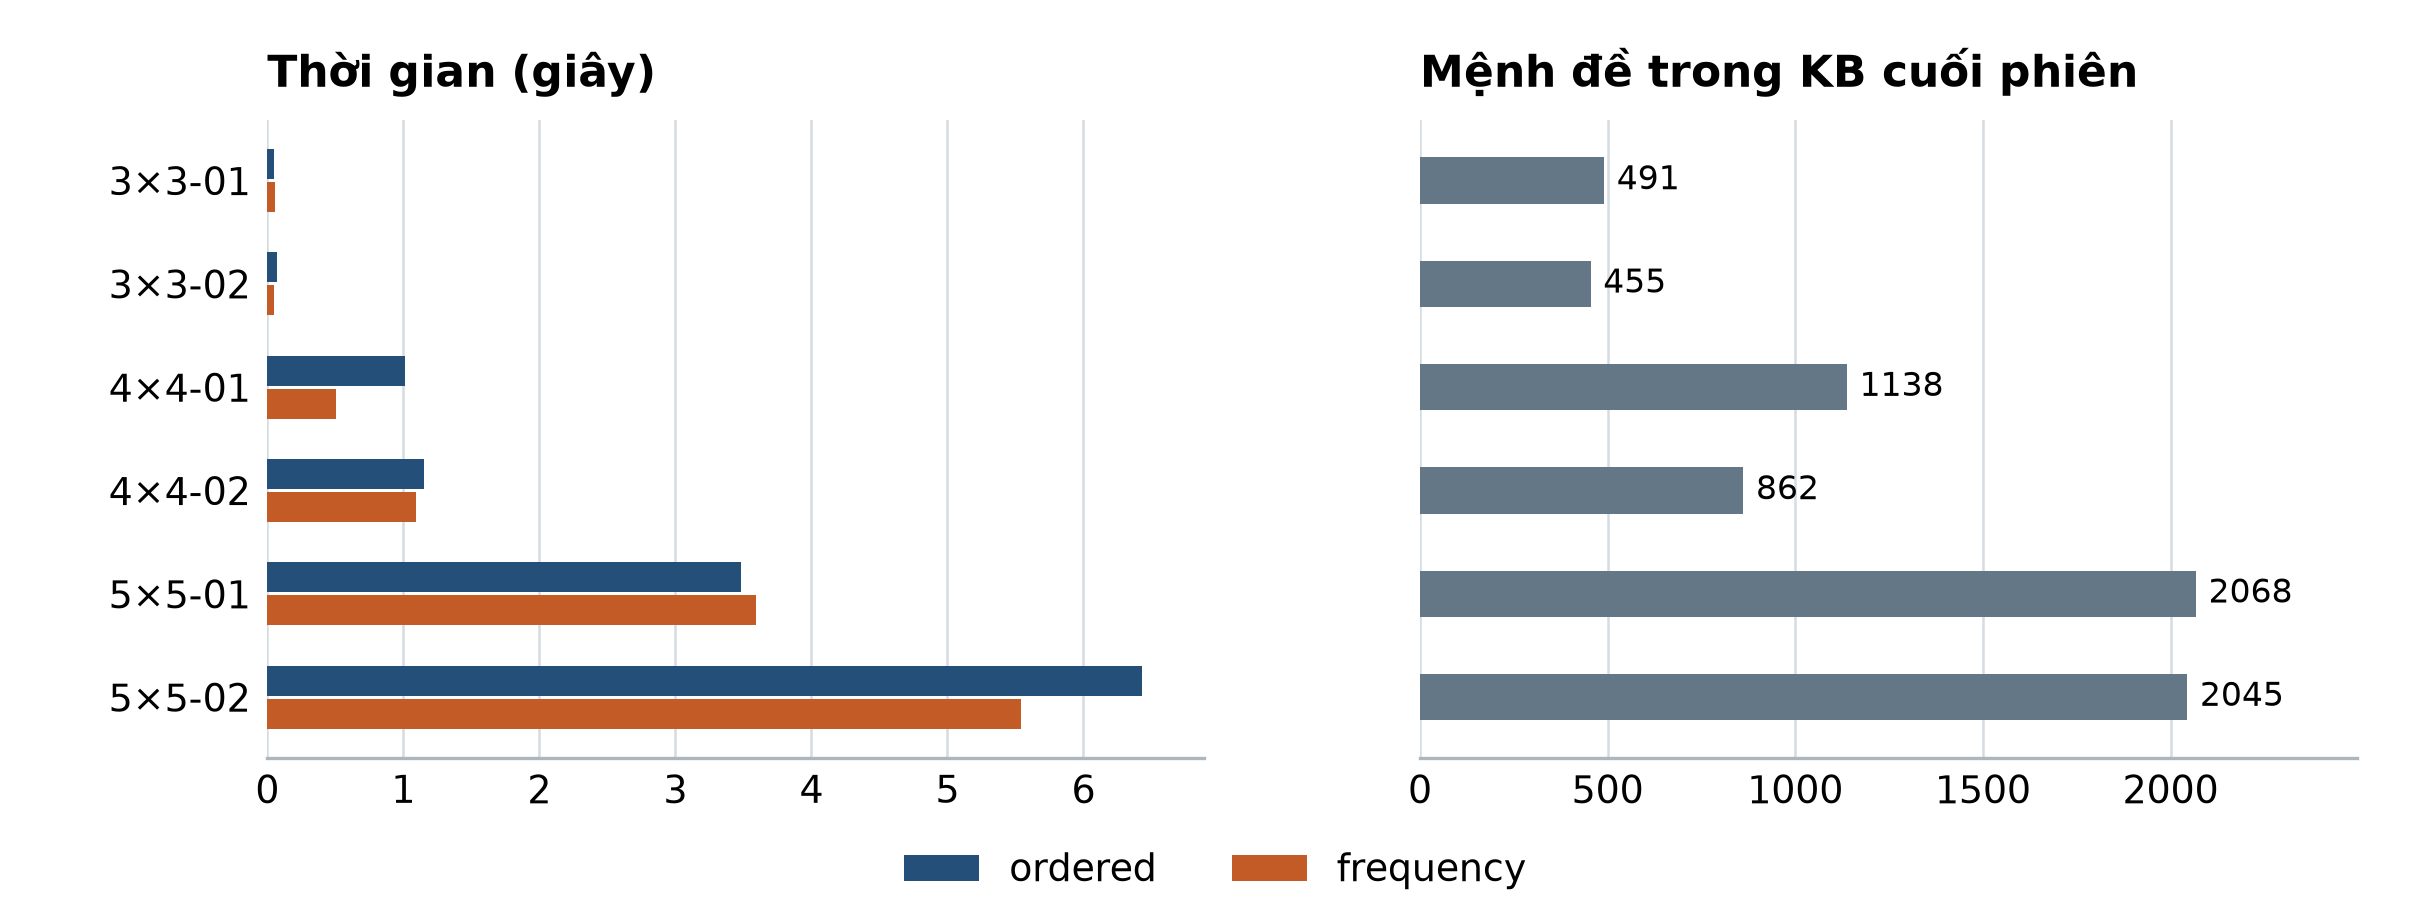 Thời gian (giây)
3×3-01
3×3-02
4×4-01
4×4-02
5×5-01
5×5-02
0 1 2 3 4 5 6
Mệnh đề trong KB cuối phiên
491
455
1138
862
2068
2045
0 500 1000 1500 2000
ordered frequency